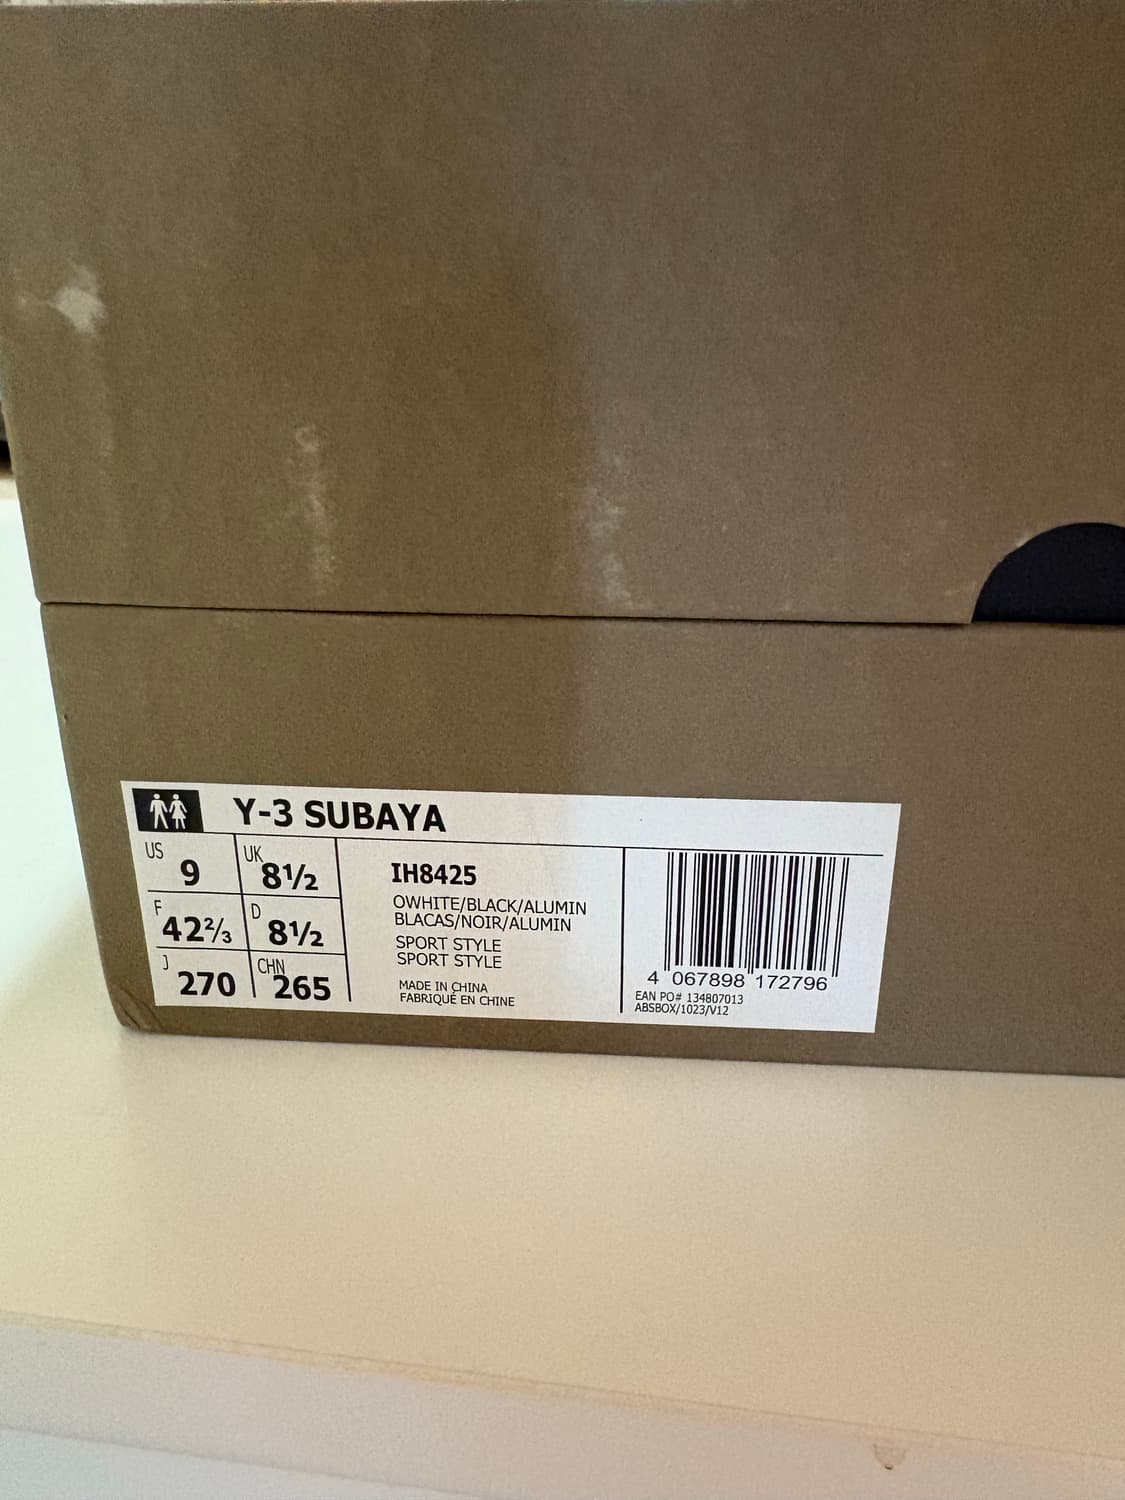 Y-3 SUBAYA
US 9 UK 8½
F 42⅔ D 8½
J 270 CHN 265
IH8425
OWHITE/BLACK/ALUMIN
BLACAS/NOIR/ALUMIN
SPORT STYLE
SPORT STYLE
MADE IN CHINA
FABRIQUÉ EN CHINE
4 067898 172796
EAN PO# 134807013
ABSBOX/1023/V12